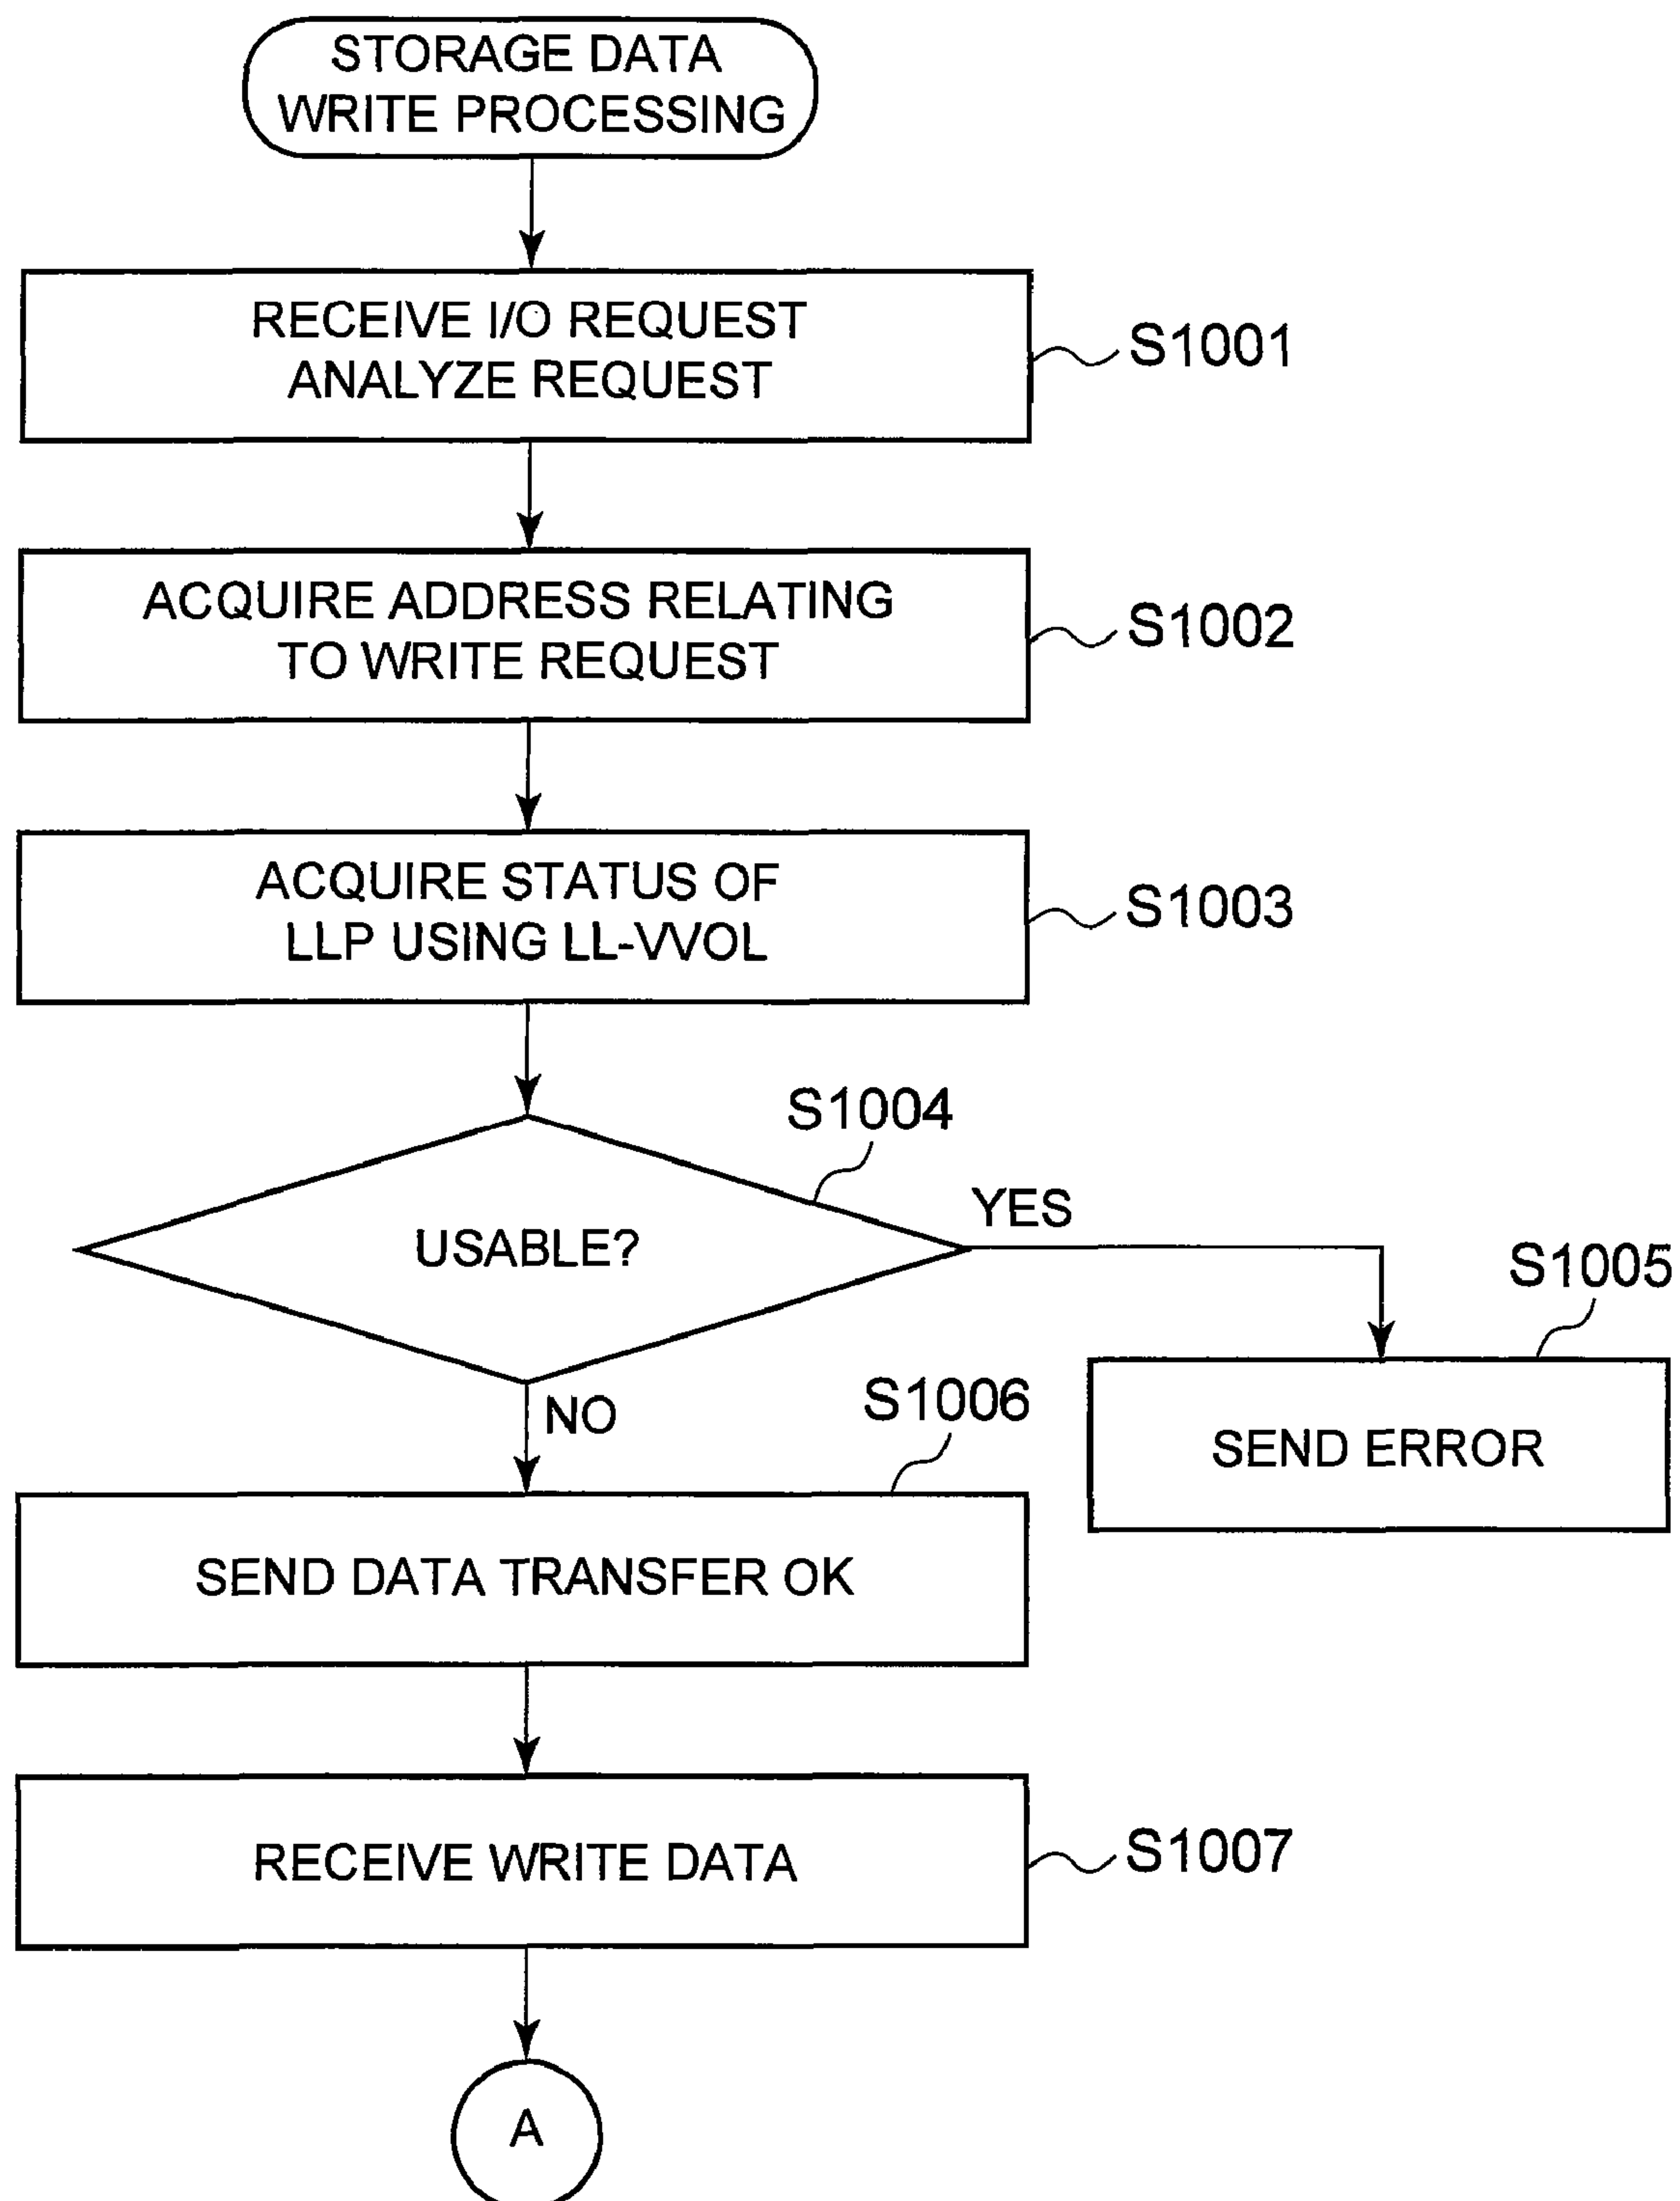 STORAGE DATA
WRITE PROCESSING
RECEIVE I/O REQUEST
ANALYZE REQUEST
S1001
ACQUIRE ADDRESS RELATING
TO WRITE REQUEST
S1002
ACQUIRE STATUS OF
LLP USING LL-VVOL
S1003
S1004
USABLE?
YES
S1005
SEND ERROR
NO
S1006
SEND DATA TRANSFER OK
RECEIVE WRITE DATA
S1007
A